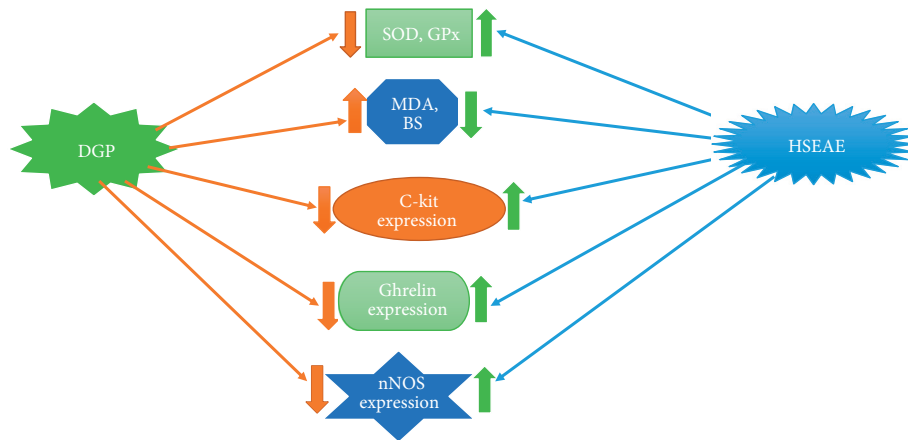 SOD, GPx
MDA,
BS
DGP
HSEAE
C-kit
expression
Ghrelin
expression
nNOS
expression